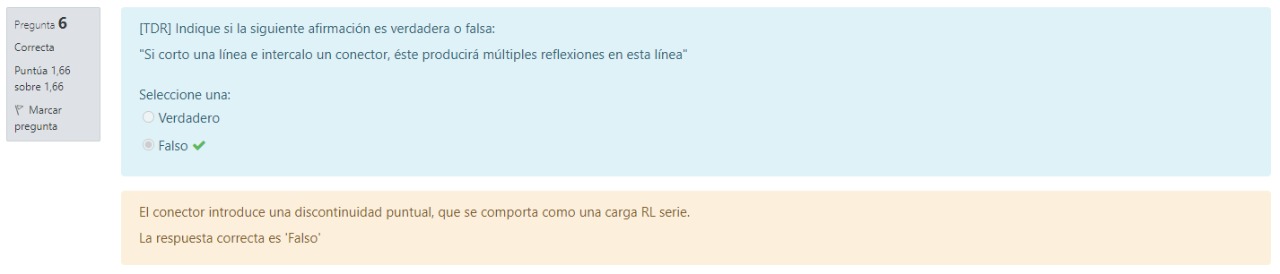 Pregunta 6
Correcta
Puntúa 1,66
sobre 1,66
Marcar
pregunta
[TDR] Indique si la siguiente afirmación es verdadera o falsa:
"Si corto una línea e intercalo un conector, éste producirá múltiples reflexiones en esta línea"
Seleccione una:
Verdadero
Falso
El conector introduce una discontinuidad puntual, que se comporta como una carga RL serie.
La respuesta correcta es 'Falso'